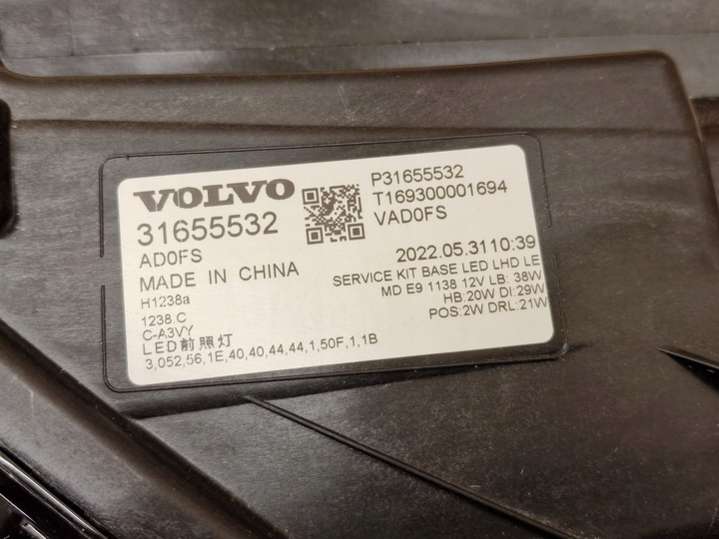 VOLVO
31655532
AD0FS
MADE IN CHINA
H1238a
1238.C
C-A3VY
LED前照灯
3,052,56,1E,40,40,44,44,1,50F,1,1B
P31655532
T169300001694
VAD0FS
2022.05.31 10:39
SERVICE KIT BASE LED LHD LE
MD E9 1138 12V LB: 38W
HB:20W DI:29W
POS:2W DRL:21W